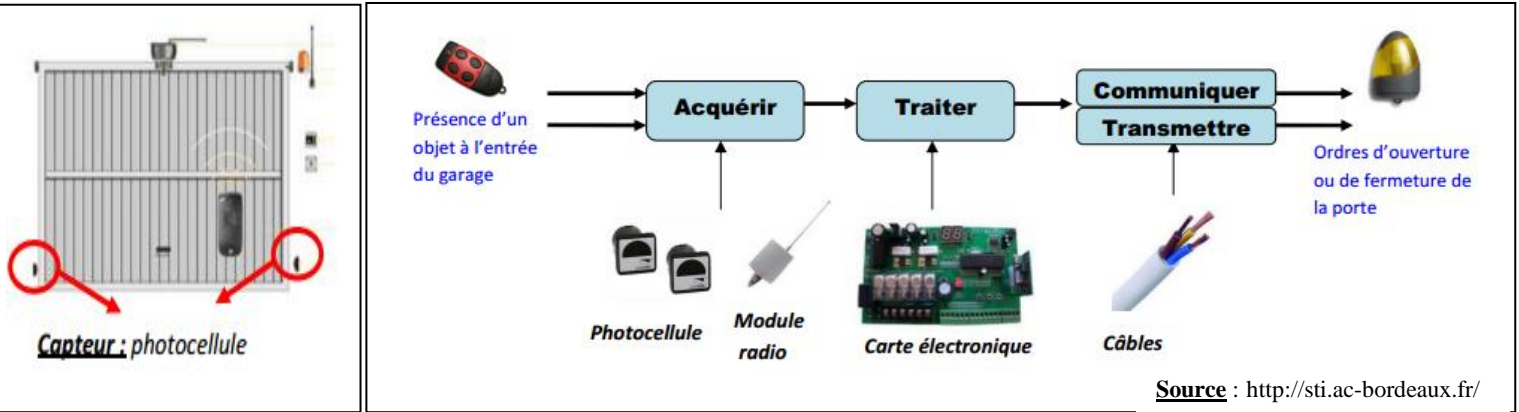 Capteur : photocellule
Présence d'un
objet à l'entrée
du garage
Acquérir
Traiter
Communiquer
Transmettre
Ordres d'ouverture
ou de fermeture de
la porte
Photocellule
Module
radio
Carte électronique
Câbles
Source : http://sti.ac-bordeaux.fr/